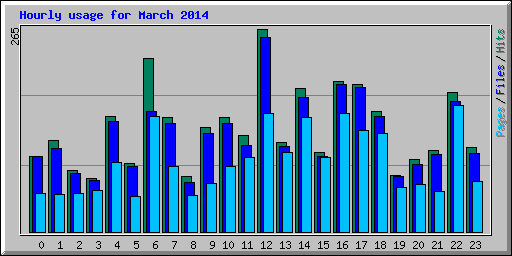 Hourly usage for March 2014
265
Pages / Files / Hits
0 1 2 3 4 5 6 7 8 9 10 11 12 13 14 15 16 17 18 19 20 21 22 23